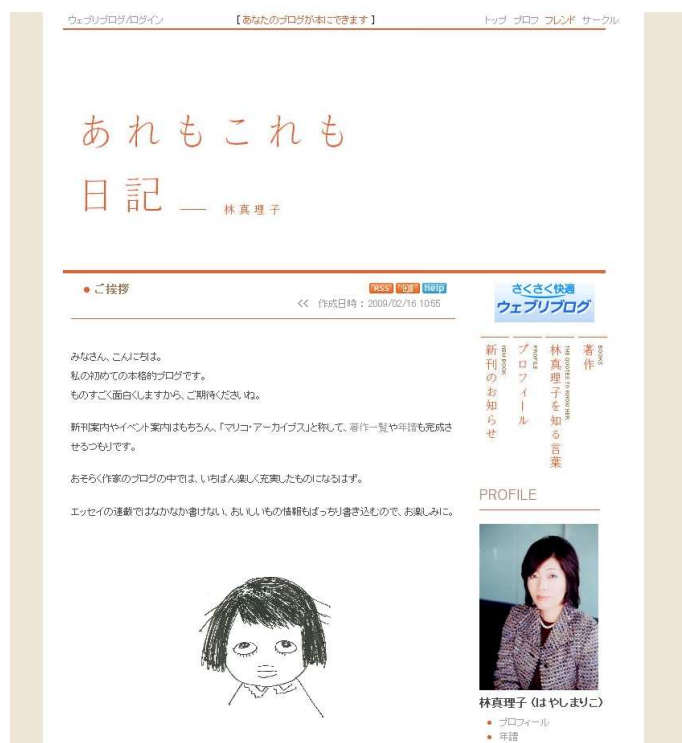 ウェブリブログ/ログイン
【あなたのブログが本にできます】
トップ ブロフ フレンド サークル
あれもこれも
日記＿ 林真理子
ご挨拶
RSS help
<< 作成日時：2009/02/16 10:55
みなさん、こんにちは。
私の初めての本格的ブログです。
ものすごく面白くしますから、ご期待くださいね。
新刊案内やイベント案内はもちろん、「マリコ・アーカイブス」と称して、著作一覧や年譜も完成さ
せるつもりです。
おそらく作家のブログの中では、いちばん楽しく充実したものになるはず。
エッセイの連載ではなかなか書けない、おいしいもの情報もばっちり書き込むので、お楽しみに。
さくさく快適
ウェブリブログ
著作
BOOKS
林真理子を知る言葉
THE QUOTES TO KNOW HER
プロフィール
PROFILE
新刊のお知らせ
NEW BOOK
PROFILE
林真理子（はやしまりこ）
プロフィール
年譜